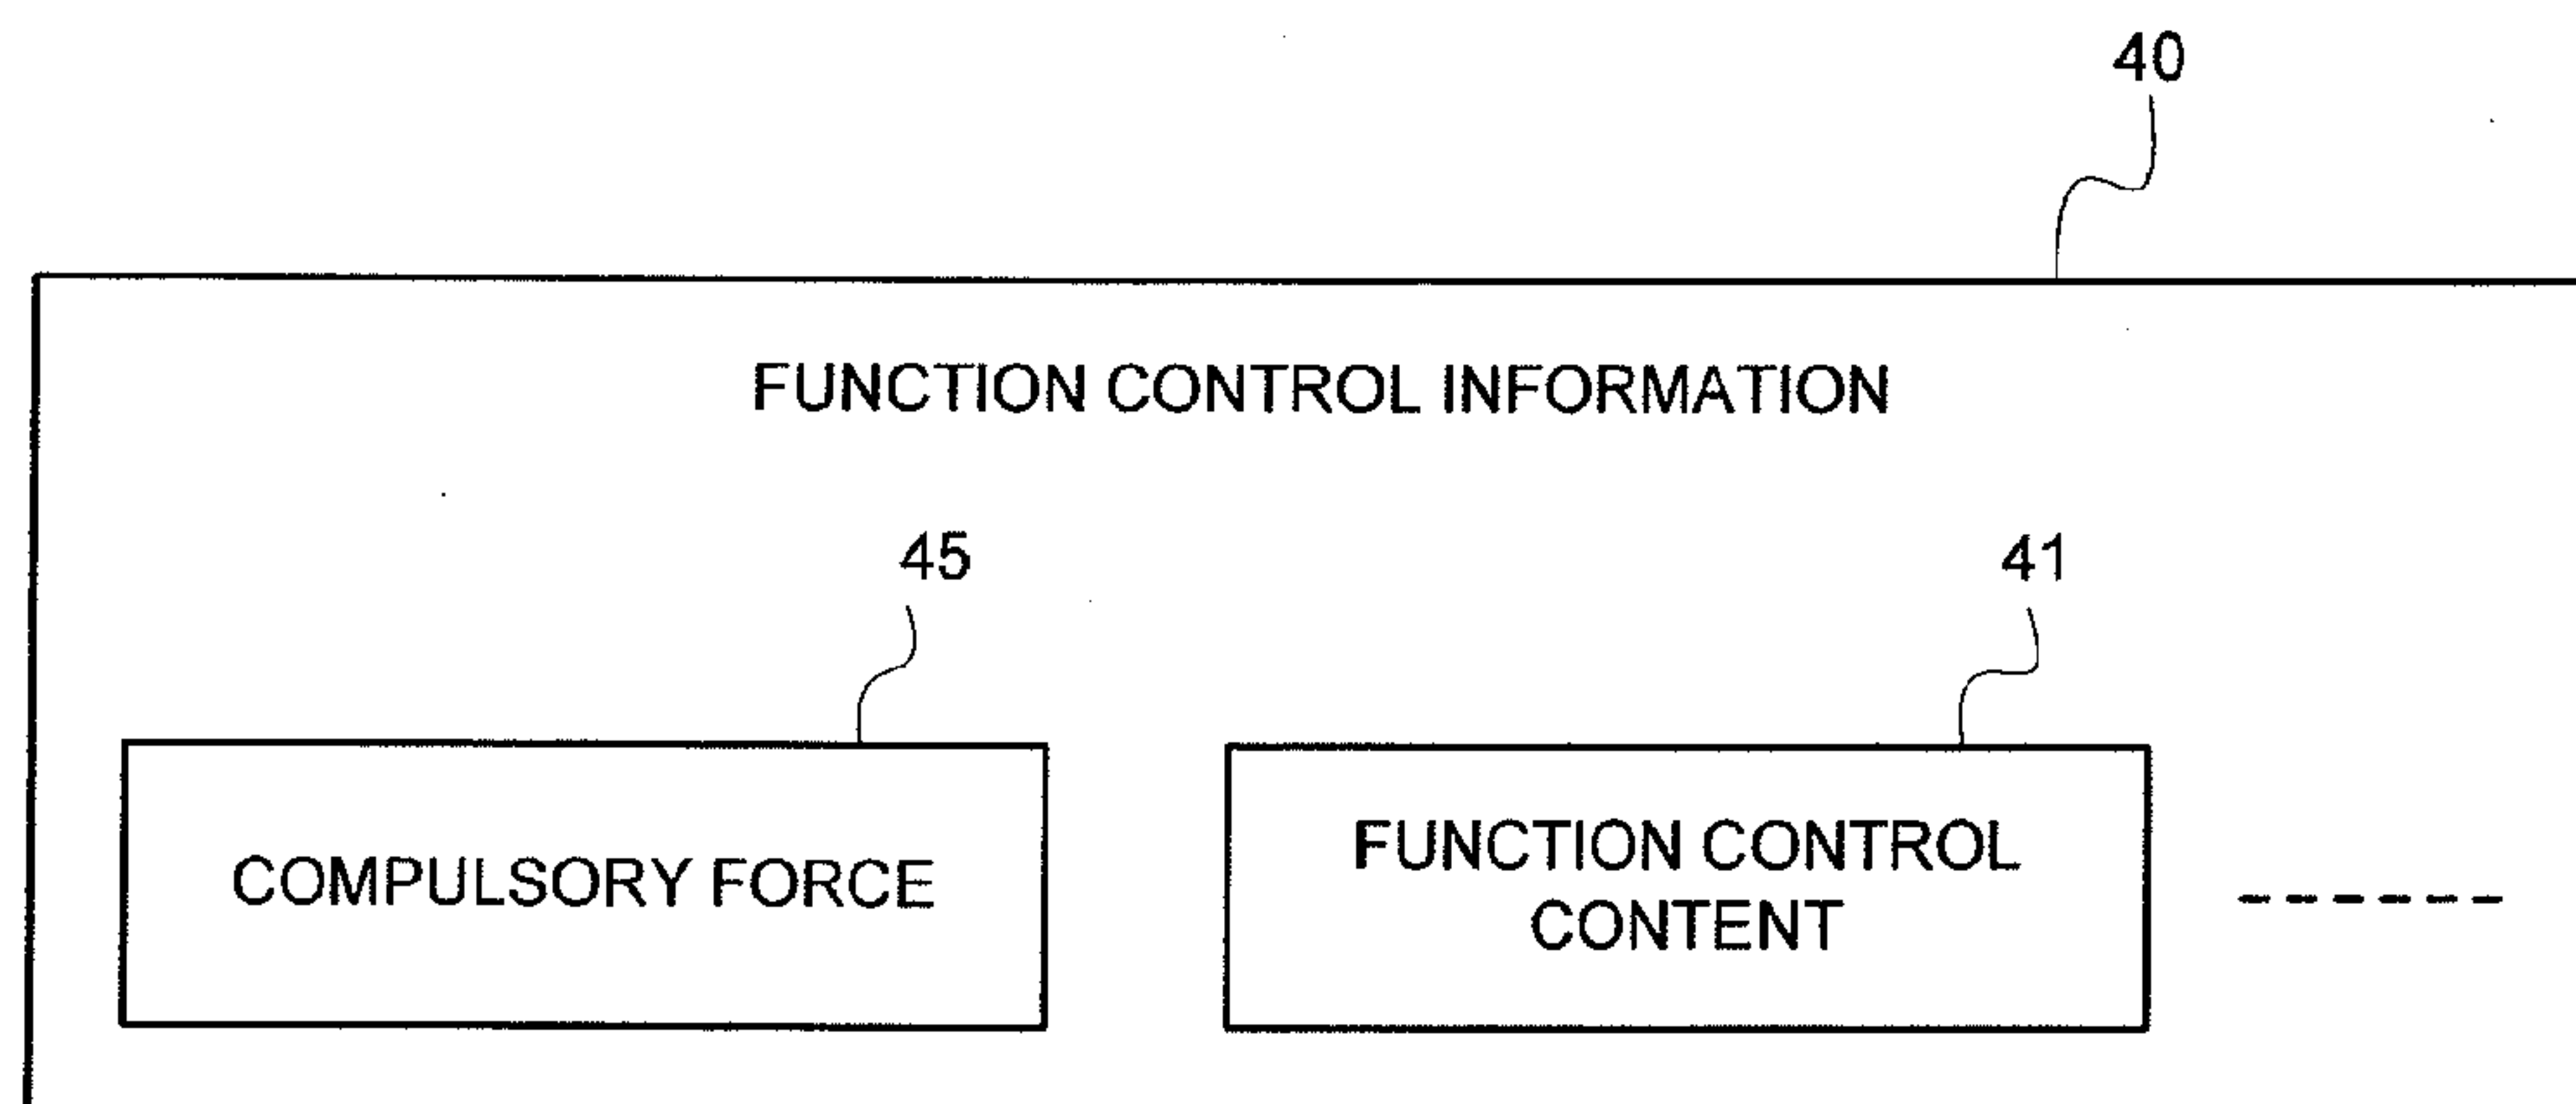 40
FUNCTION CONTROL INFORMATION
45
41
COMPULSORY FORCE
FUNCTION CONTROL
CONTENT